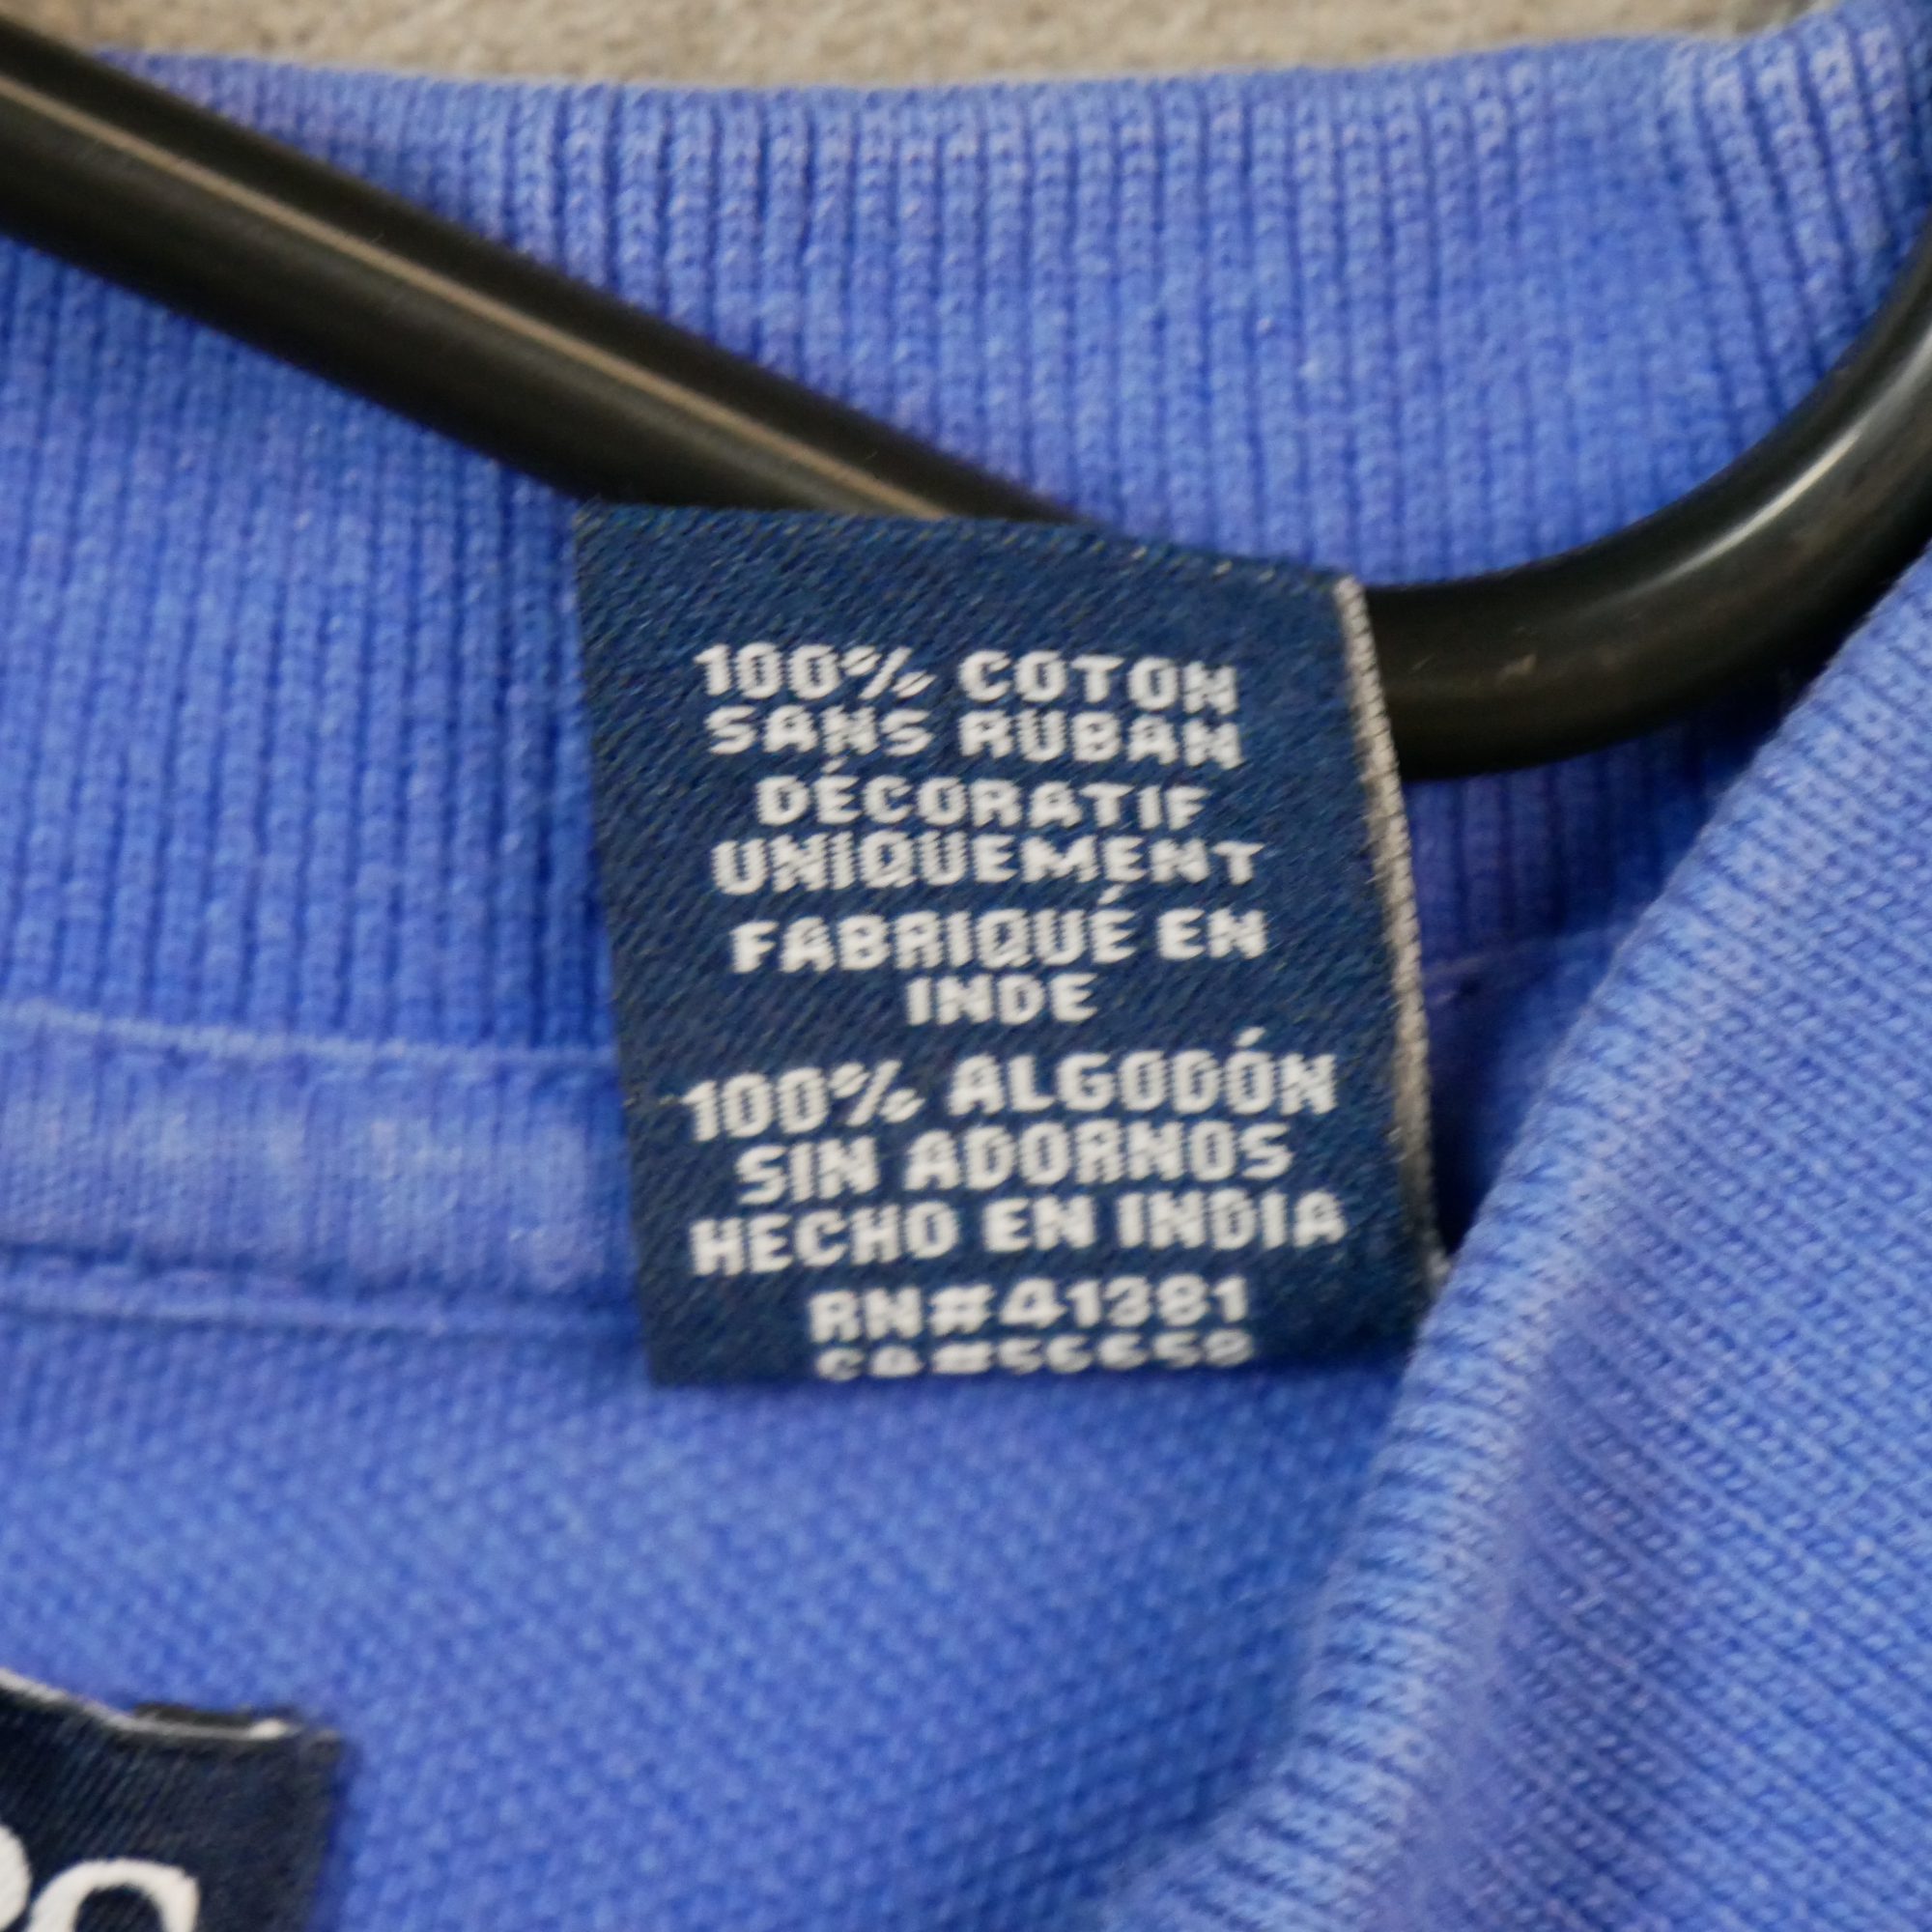 100% COTON
SANS RUBAN
DÉCORATIF
UNIQUEMENT
FABRIQUÉ EN
INDE
100% ALGODÓN
SIN ADORNOS
HECHO EN INDIA
RN#41381